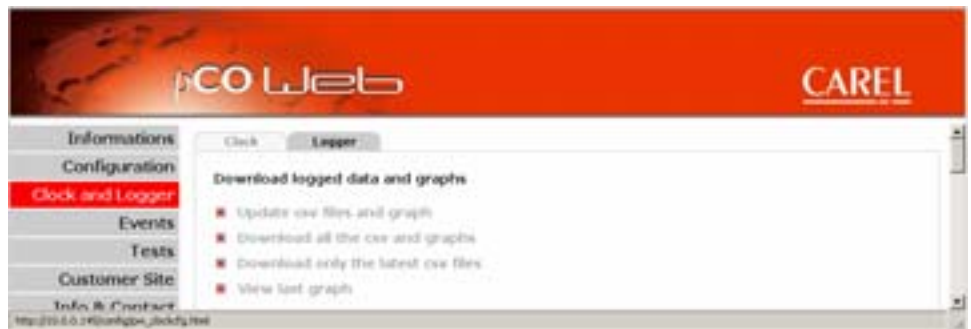 pCO Web
CAREL
Informations
Configuration
Clock and Logger
Events
Tests
Customer Site
Info & Contact
Clock Logger
Download logged data and graphs
Update csv files and graph
Download all the csv and graphs
Download only the latest csv files
View last graph